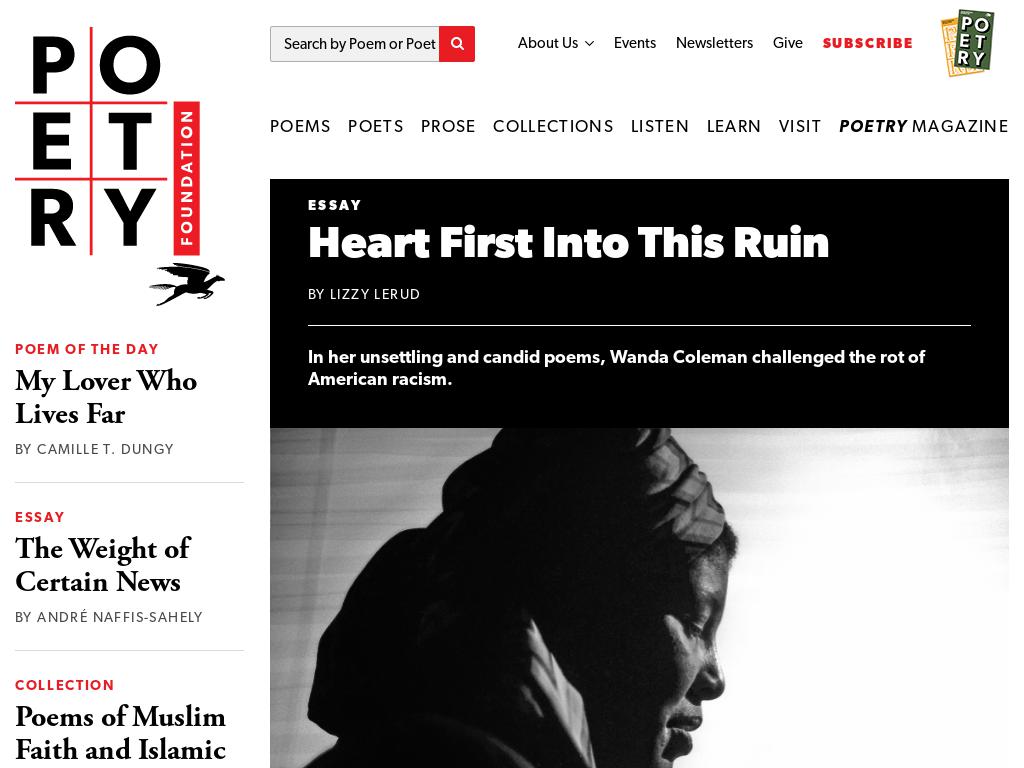 P O
E T
R Y
FOUNDATION
Search by Poem or Poet
About Us
Events
Newsletters
Give
SUBSCRIBE
PO
ET
RY
POEMS
POETS
PROSE
COLLECTIONS
LISTEN
LEARN
VISIT
POETRY MAGAZINE
POEM OF THE DAY
My Lover Who
Lives Far
BY CAMILLE T. DUNGY
ESSAY
The Weight of
Certain News
BY ANDRÉ NAFFIS-SAHELY
COLLECTION
Poems of Muslim
Faith and Islamic
ESSAY
Heart First Into This Ruin
BY LIZZY LERUD
In her unsettling and candid poems, Wanda Coleman challenged the rot of
American racism.